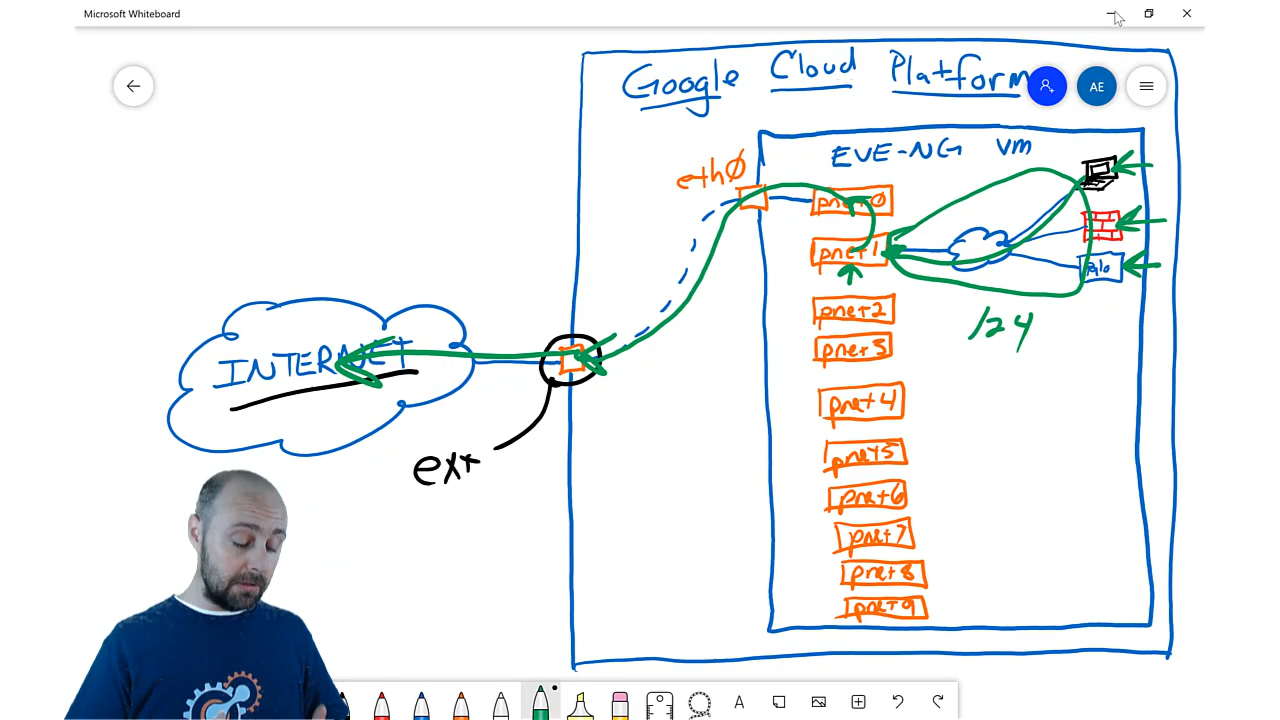 Microsoft Whiteboard
Google Cloud Platform
AE
EVE-NG vm
eth0
pnet0
pnet1
palo
pnet2
/24
pnet3
INTERNET
pnet4
ext
pnet5
pnet6
pnet7
pnet8
pnet9
A